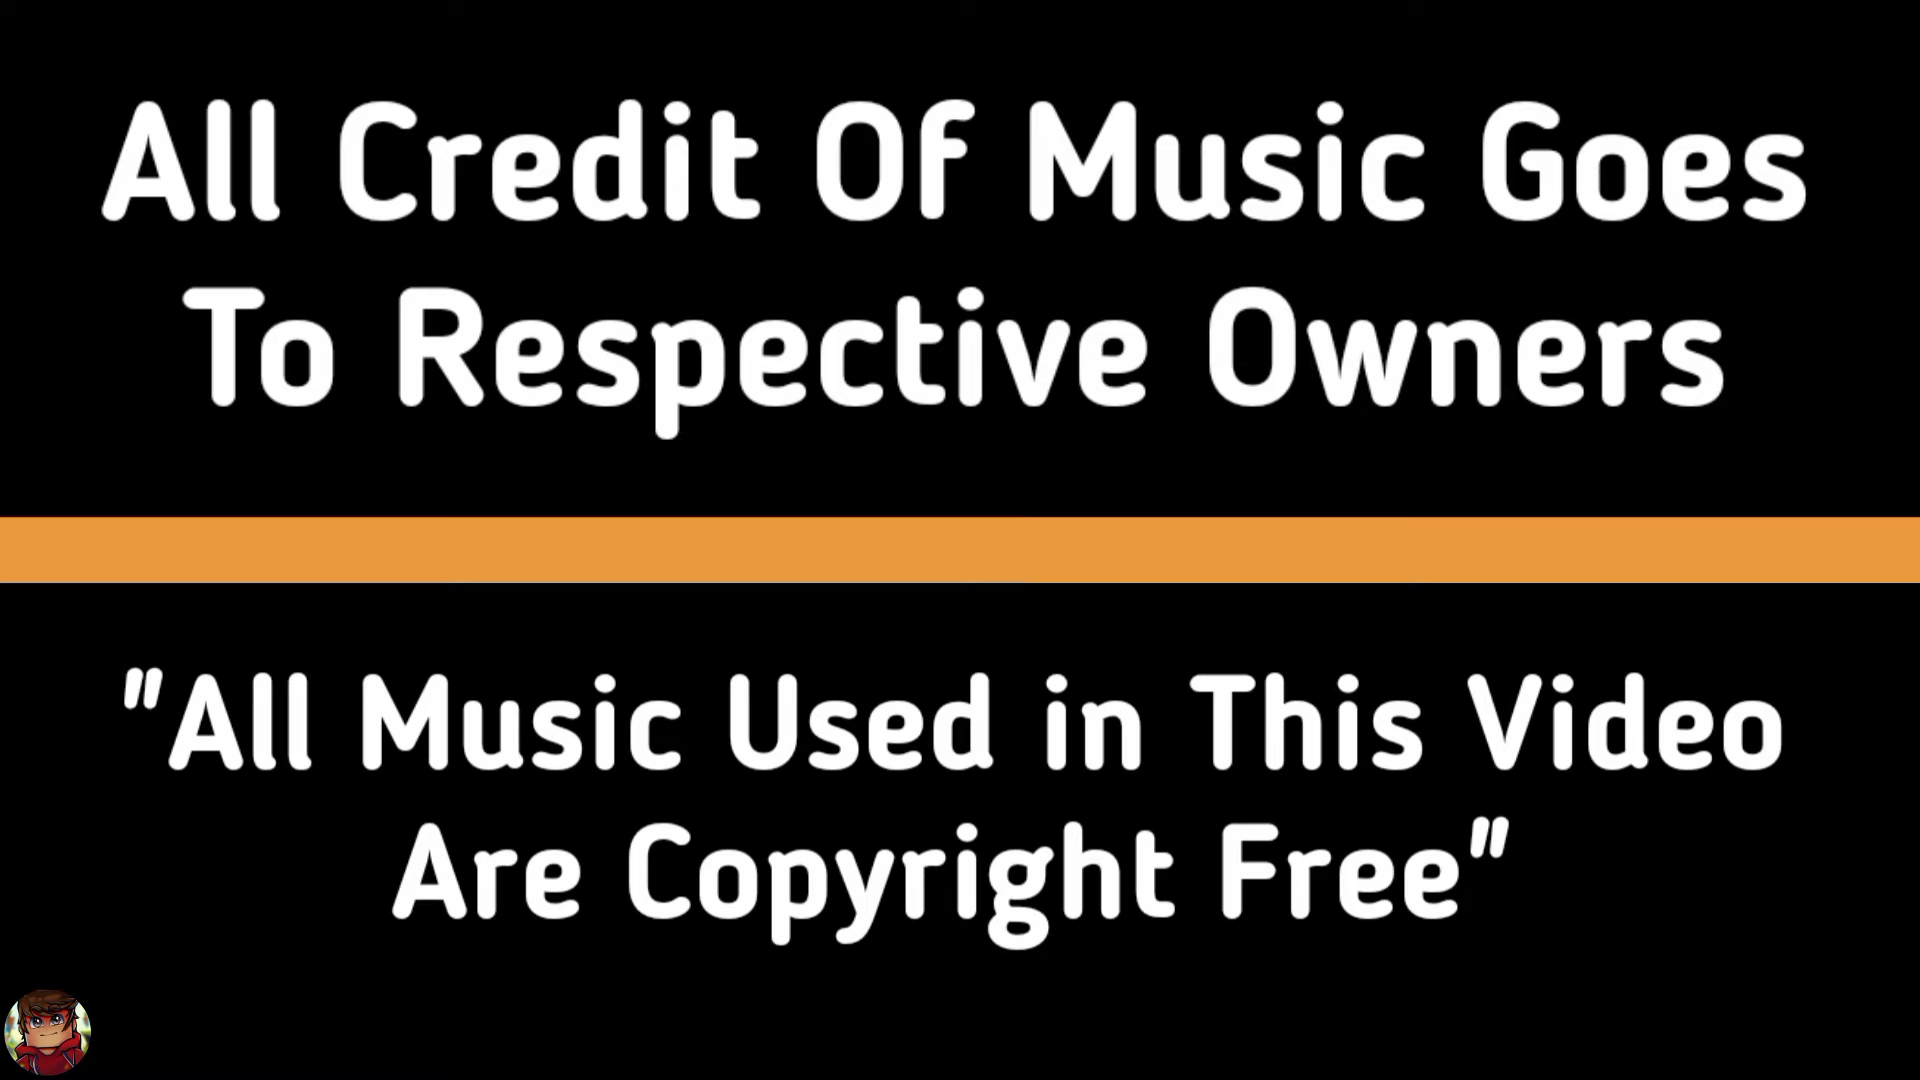 All Credit Of Music Goes
To Respective Owners
"All Music Used in This Video
Are Copyright Free"